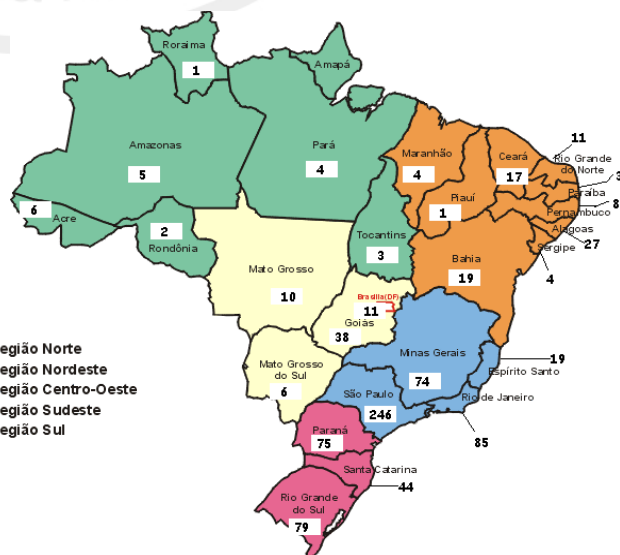 Roraima
1
Amapá
Amazonas
5
Pará
4
Maranhão
4
Ceará
17
11
Rio Grande
do Norte
3
Paraíba
8
Pernambuco
Alagoas
27
Sergipe
4
Piauí
1
6
Acre
2
Rondônia
Tocantins
3
Bahia
19
Mato Grosso
10
Brasília(DF)
11
Goiás
38
Minas Gerais
74
19
Espírito Santo
Mato Grosso
do Sul
6
São Paulo
246
Rio de Janeiro
85
Paraná
75
Santa Catarina
44
Rio Grande
do Sul
79
egião Norte
egião Nordeste
egião Centro-Oeste
egião Sudeste
egião Sul